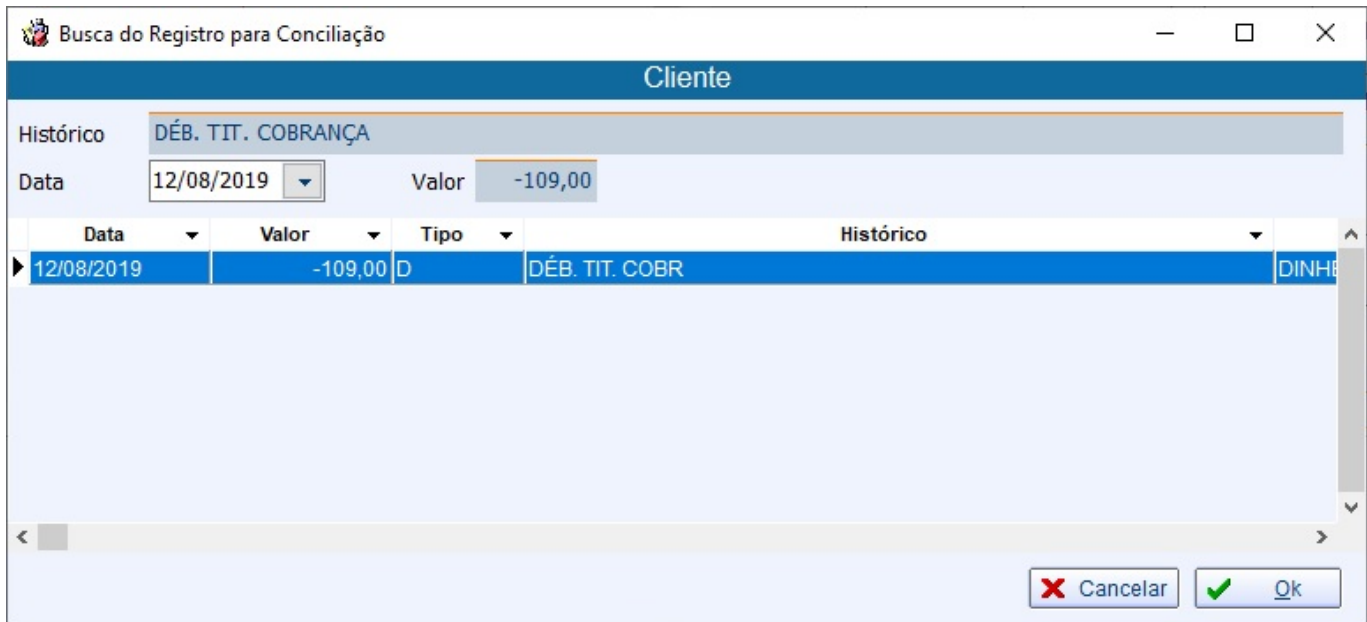 Busca do Registro para Conciliação
Cliente
Histórico DÉB. TIT. COBRANÇA
Data 12/08/2019 Valor -109,00
Data Valor Tipo Histórico
12/08/2019 -109,00 D DÉB. TIT. COBR DINHE
Cancelar Ok